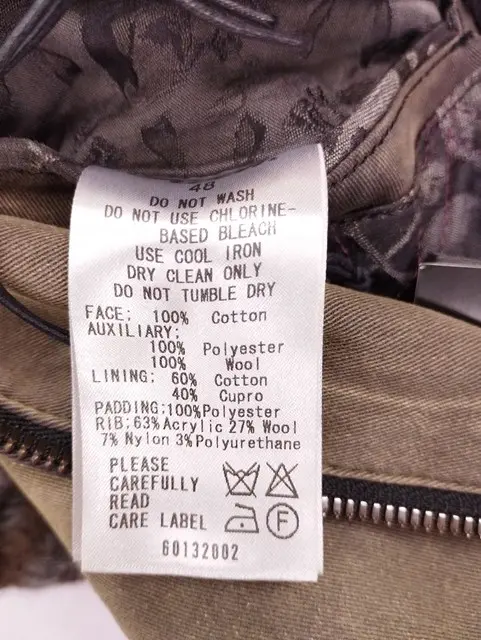 48
DO NOT WASH
DO NOT USE CHLORINE-
BASED BLEACH
USE COOL IRON
DRY CLEAN ONLY
DO NOT TUMBLE DRY
FACE: 100% Cotton
AUXILIARY:
100% Polyester
100% Wool
LINING: 60% Cotton
40% Cupro
PADDING:100%Polyester
RIB:63%Acrylic 27% Wool
7% Nylon 3%Polyurethane
PLEASE
CAREFULLY
READ
CARE LABEL
F
60132002